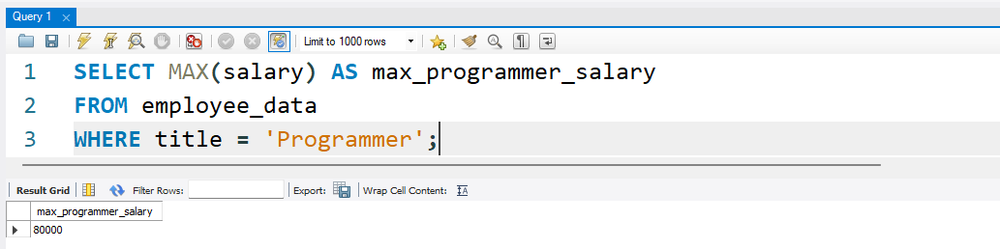 Query 1
Limit to 1000 rows
1 SELECT MAX(salary) AS max_programmer_salary
2 FROM employee_data
3 WHERE title = 'Programmer';
Result Grid Filter Rows: Export: Wrap Cell Content:
max_programmer_salary
80000